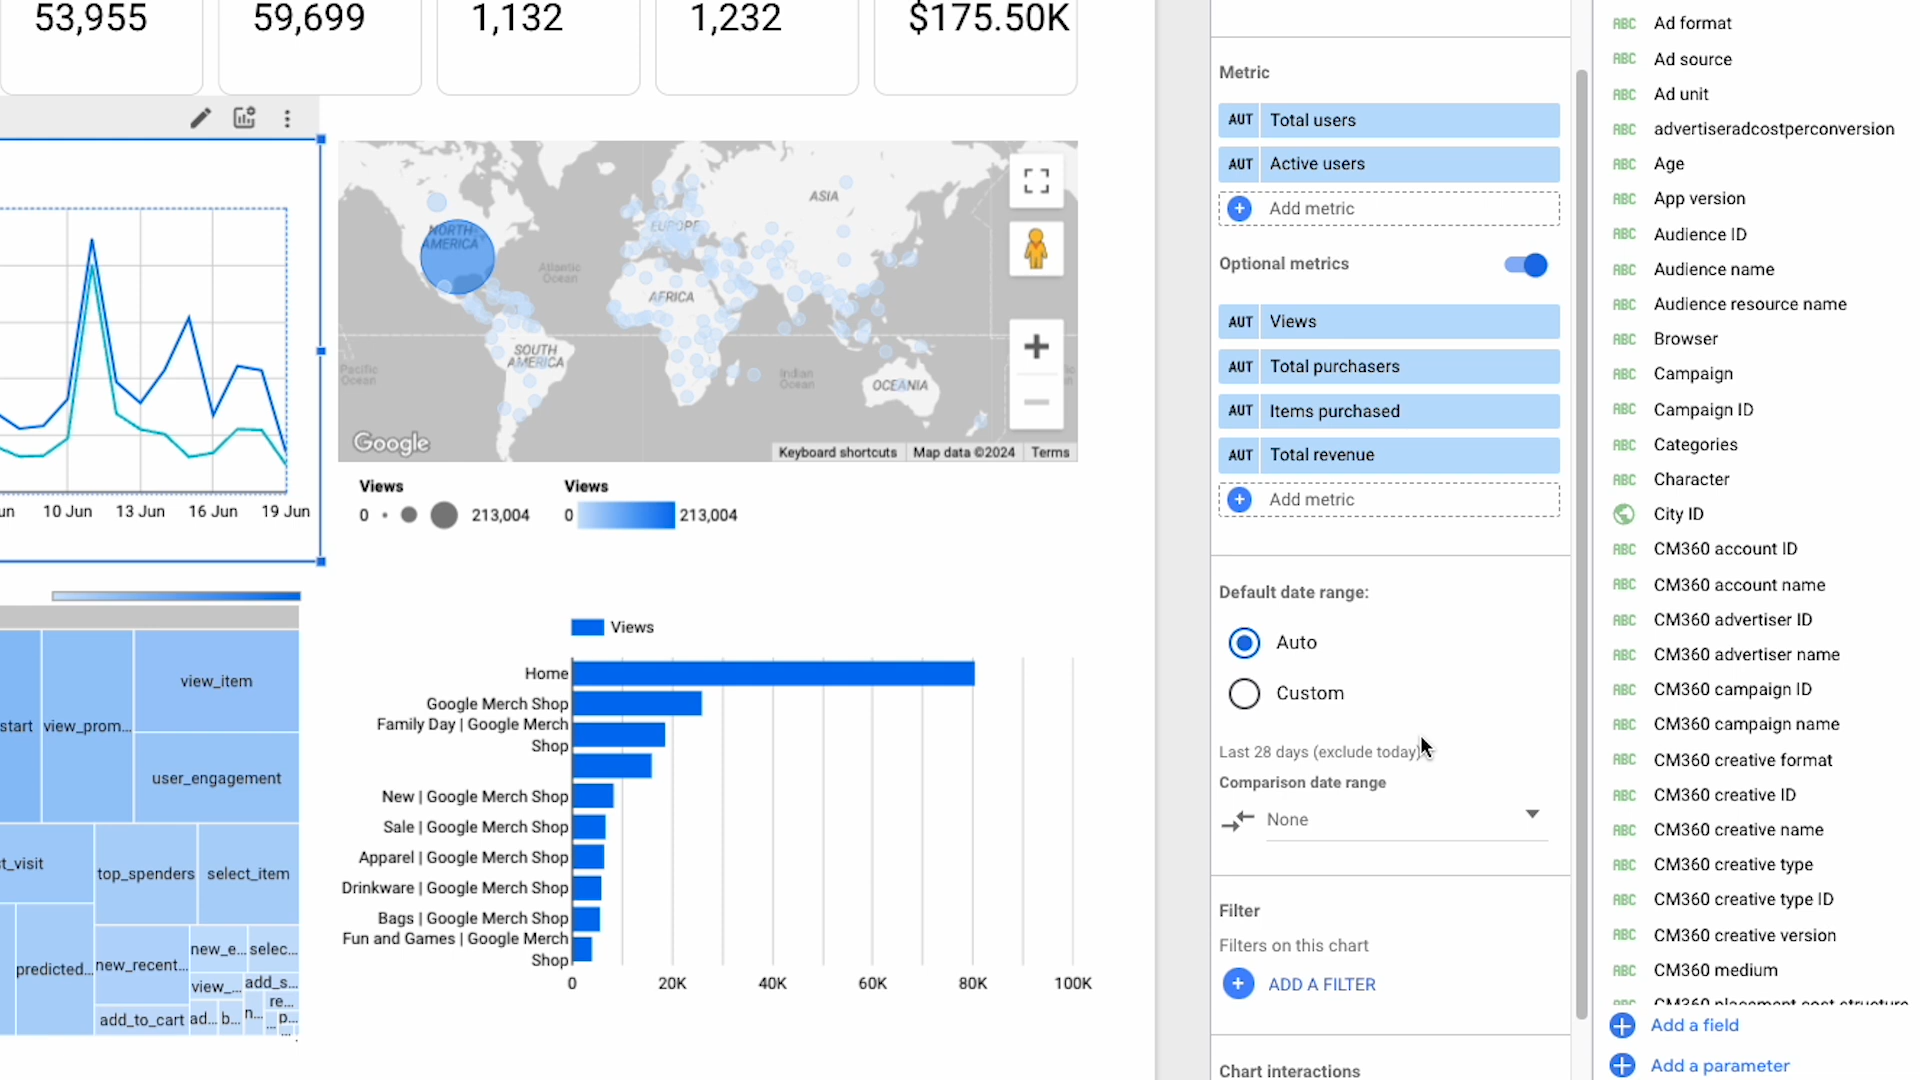 53,955
59,699
1,132
1,232
$175.50K
10 Jun
13 Jun
16 Jun
19 Jun
NORTH
AMERICA
Atlantic
Ocean
EUROPE
ASIA
AFRICA
SOUTH
AMERICA
Pacific
Ocean
Indian
Ocean
OCEANIA
Google
Keyboard shortcuts
Map data ©2024
Terms
Views
0
213,004
Views
0
213,004
start
view_prom...
view_item
user_engagement
t_visit
top_spenders
select_item
predicted...
new_recent...
new_e...
selec...
view_...
add_s...
re...
add_to_cart
ad...
b...
n...
p...
Views
Home
Google Merch Shop
Family Day | Google Merch
Shop
New | Google Merch Shop
Sale | Google Merch Shop
Apparel | Google Merch Shop
Drinkware | Google Merch Shop
Bags | Google Merch Shop
Fun and Games | Google Merch
Shop
0
20K
40K
60K
80K
100K
Metric
AUT Total users
AUT Active users
Add metric
Optional metrics
AUT Views
AUT Total purchasers
AUT Items purchased
AUT Total revenue
Add metric
Default date range:
Auto
Custom
Last 28 days (exclude today)
Comparison date range
None
Filter
Filters on this chart
ADD A FILTER
Chart interactions
ABC Ad format
ABC Ad source
ABC Ad unit
ABC advertiseradcostperconversion
ABC Age
ABC App version
ABC Audience ID
ABC Audience name
ABC Audience resource name
ABC Browser
ABC Campaign
ABC Campaign ID
ABC Categories
ABC Character
City ID
ABC CM360 account ID
ABC CM360 account name
ABC CM360 advertiser ID
ABC CM360 advertiser name
ABC CM360 campaign ID
ABC CM360 campaign name
ABC CM360 creative format
ABC CM360 creative ID
ABC CM360 creative name
ABC CM360 creative type
ABC CM360 creative type ID
ABC CM360 creative version
ABC CM360 medium
ABC CM360 placement cost structure
Add a field
Add a parameter